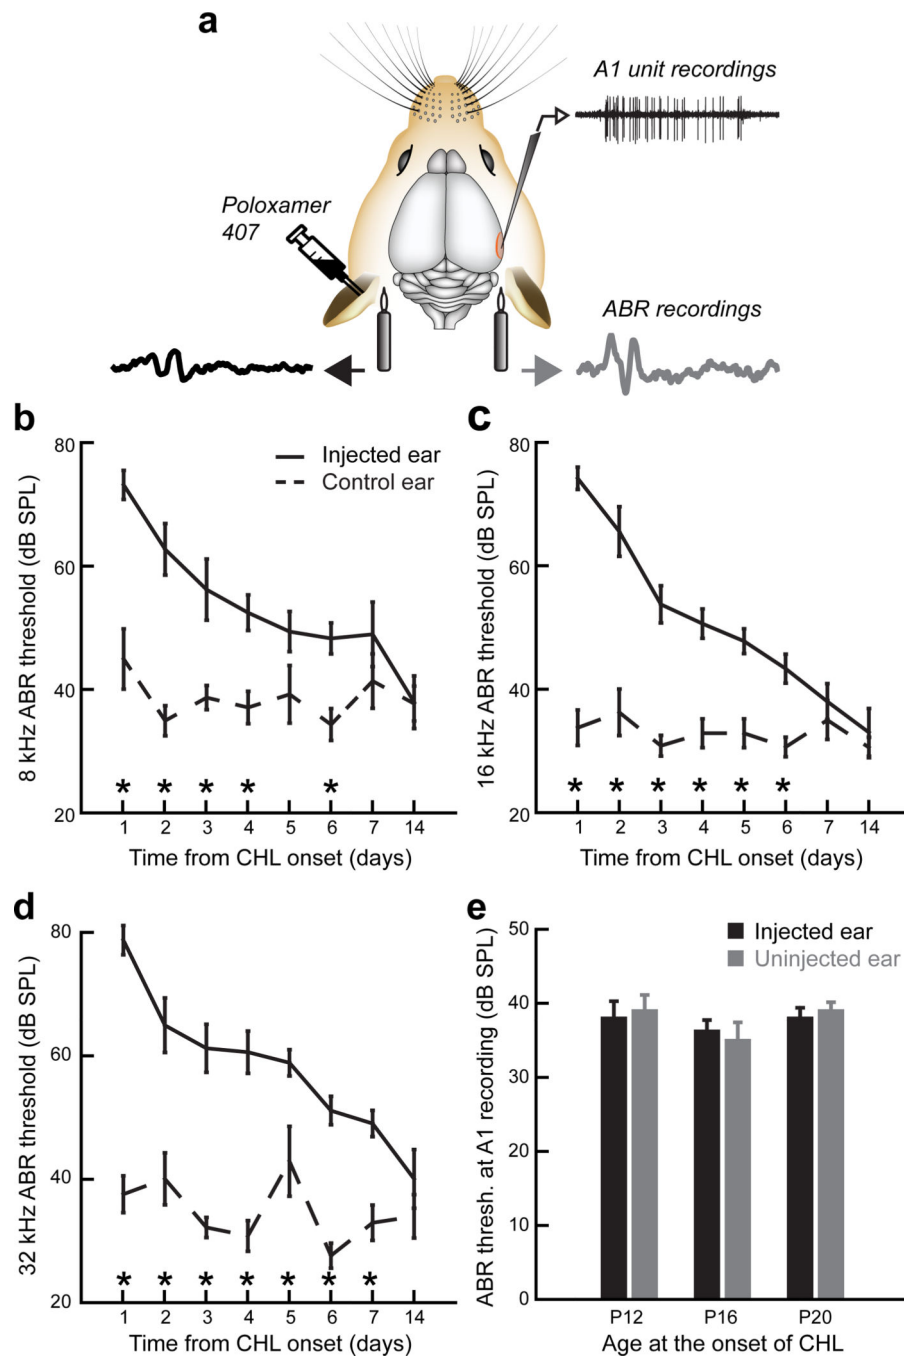 a
A1 unit recordings
Poloxamer
407
ABR recordings
b
8 kHz ABR threshold (dB SPL)
80
60
40
20
Injected ear
Control ear
* * * * *
1 2 3 4 5 6 7 14
Time from CHL onset (days)
c
16 kHz ABR threshold (dB SPL)
80
60
40
20
* * * * * *
1 2 3 4 5 6 7 14
Time from CHL onset (days)
d
32 kHz ABR threshold (dB SPL)
80
60
40
20
* * * * * * *
1 2 3 4 5 6 7 14
Time from CHL onset (days)
e
ABR thresh. at A1 recording (dB SPL)
50
40
30
20
10
0
Injected ear
Uninjected ear
P12 P16 P20
Age at the onset of CHL